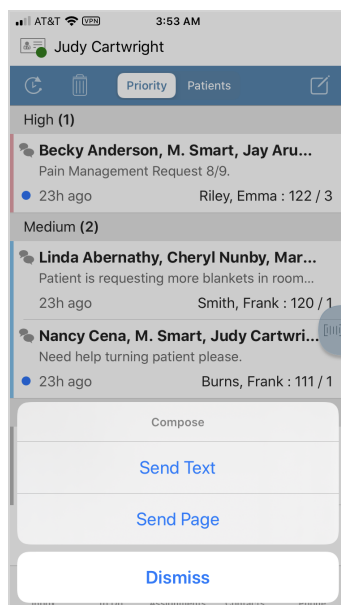 AT&T VPN 3:53 AM
Judy Cartwright
Priority Patients
High (1)
Becky Anderson, M. Smart, Jay Aru...
Pain Management Request 8/9.
23h ago Riley, Emma : 122 / 3
Medium (2)
Linda Abernathy, Cheryl Nunby, Mar...
Patient is requesting more blankets in room...
23h ago Smith, Frank : 120 / 1
Nancy Cena, M. Smart, Judy Cartwri...
Need help turning patient please.
23h ago Burns, Frank : 111 / 1
Compose
Send Text
Send Page
Dismiss